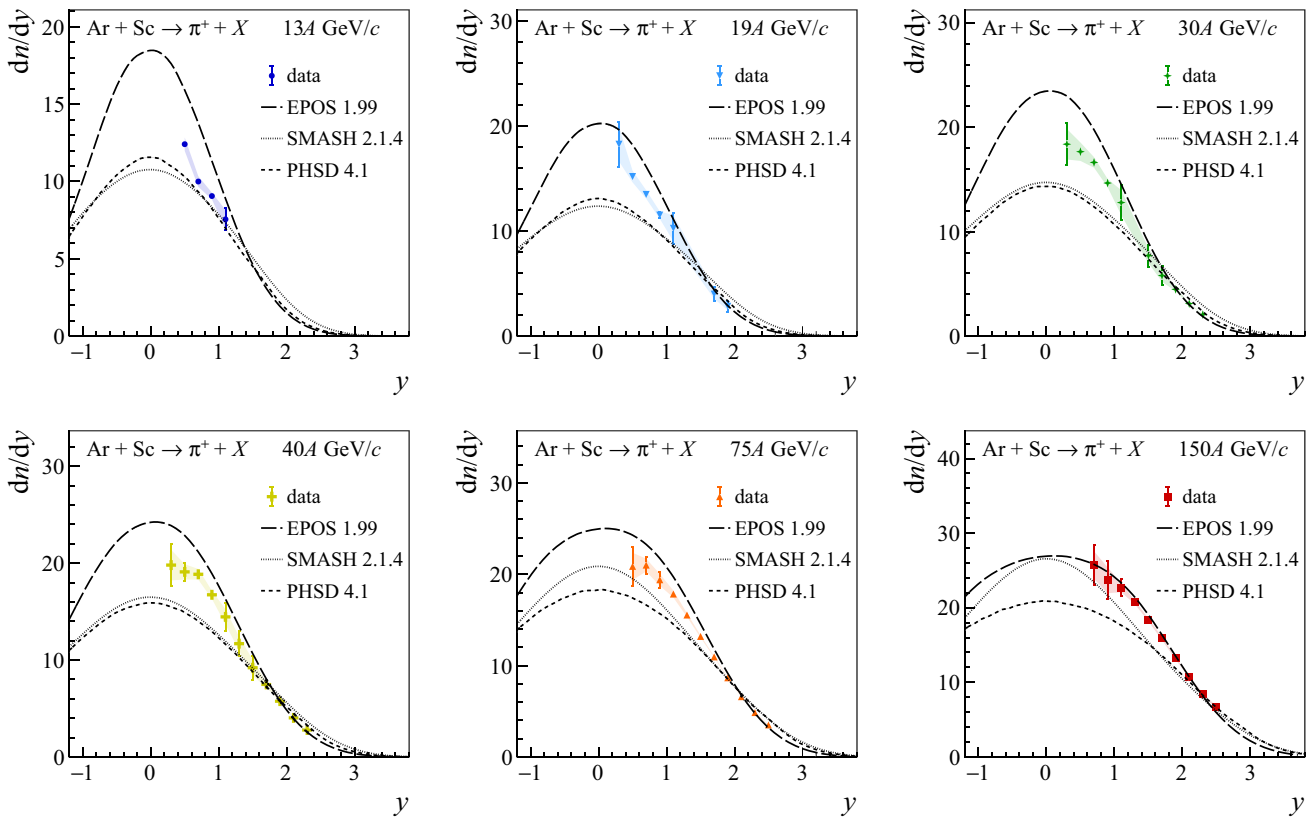 Ar + Sc → π⁺ + X 13A GeV/c
dn/dy
data
EPOS 1.99
SMASH 2.1.4
PHSD 4.1
20
15
10
5
0
−1 0 1 2 3
y
Ar + Sc → π⁺ + X 19A GeV/c
dn/dy
data
EPOS 1.99
SMASH 2.1.4
PHSD 4.1
30
20
10
0
−1 0 1 2 3
y
Ar + Sc → π⁺ + X 30A GeV/c
dn/dy
data
EPOS 1.99
SMASH 2.1.4
PHSD 4.1
30
20
10
0
−1 0 1 2 3
y
Ar + Sc → π⁺ + X 40A GeV/c
dn/dy
data
EPOS 1.99
SMASH 2.1.4
PHSD 4.1
30
20
10
0
−1 0 1 2 3
y
Ar + Sc → π⁺ + X 75A GeV/c
dn/dy
data
EPOS 1.99
SMASH 2.1.4
PHSD 4.1
30
20
10
0
−1 0 1 2 3
y
Ar + Sc → π⁺ + X 150A GeV/c
dn/dy
data
EPOS 1.99
SMASH 2.1.4
PHSD 4.1
40
30
20
10
0
−1 0 1 2 3
y